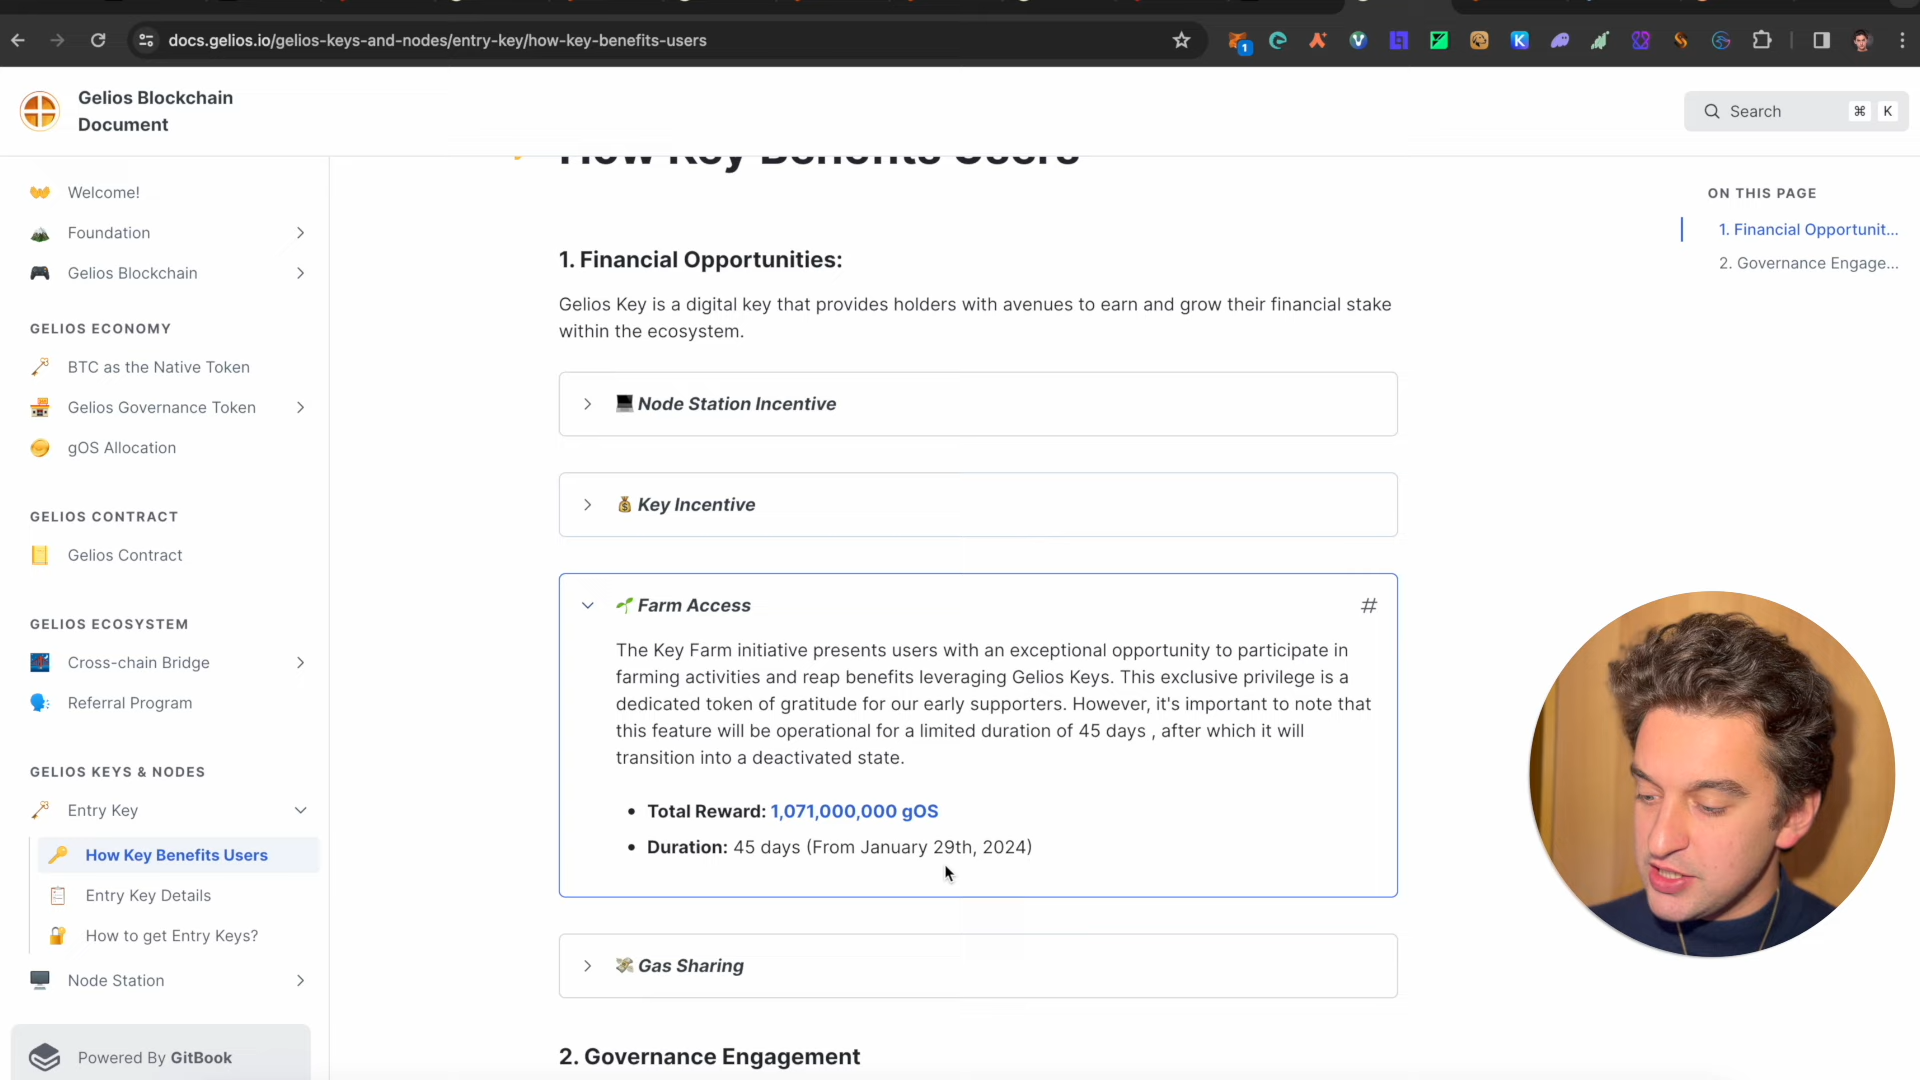 docs.gelios.io/gelios-keys-and-nodes/entry-key/how-key-benefits-users
1
Gelios Blockchain
Document
Search
⌘ K
Welcome!
Foundation
Gelios Blockchain
GELIOS ECONOMY
BTC as the Native Token
Gelios Governance Token
gOS Allocation
GELIOS CONTRACT
Gelios Contract
GELIOS ECOSYSTEM
Cross-chain Bridge
Referral Program
GELIOS KEYS & NODES
Entry Key
How Key Benefits Users
Entry Key Details
How to get Entry Keys?
Node Station
Powered By GitBook
How Key Benefits Users
1. Financial Opportunities:
Gelios Key is a digital key that provides holders with avenues to earn and grow their financial stake
within the ecosystem.
Node Station Incentive
Key Incentive
Farm Access
#
The Key Farm initiative presents users with an exceptional opportunity to participate in
farming activities and reap benefits leveraging Gelios Keys. This exclusive privilege is a
dedicated token of gratitude for our early supporters. However, it's important to note that
this feature will be operational for a limited duration of 45 days , after which it will
transition into a deactivated state.
• Total Reward: 1,071,000,000 gOS
• Duration: 45 days (From January 29th, 2024)
Gas Sharing
2. Governance Engagement
ON THIS PAGE
1. Financial Opportunit...
2. Governance Engage...